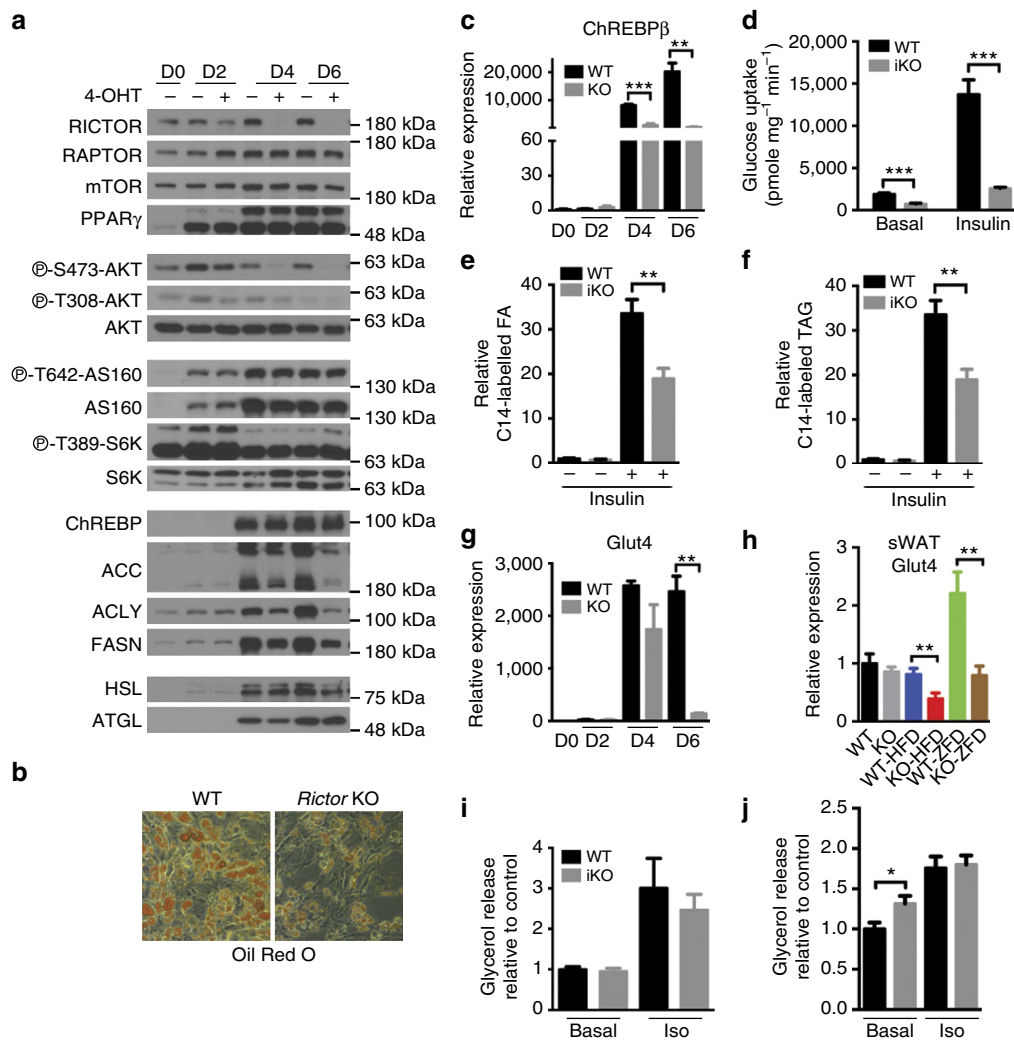 a
D0 D2 D4 D6
4-OHT – – + – + – +
RICTOR
180 kDa
RAPTOR
180 kDa
mTOR
180 kDa
PPARγ
48 kDa
Ⓟ-S473-AKT
63 kDa
Ⓟ-T308-AKT
63 kDa
AKT
63 kDa
Ⓟ-T642-AS160
130 kDa
AS160
130 kDa
Ⓟ-T389-S6K
63 kDa
S6K
63 kDa
ChREBP
100 kDa
ACC
180 kDa
ACLY
100 kDa
FASN
180 kDa
HSL
75 kDa
ATGL
48 kDa
b
WT Rictor KO
Oil Red O
c
ChREBPβ
Relative expression
20,000
10,000
60
30
0
WT
KO
***
**
D0 D2 D4 D6
d
Glucose uptake
(pmole mg⁻¹ min⁻¹)
20,000
15,000
10,000
5,000
0
WT
iKO
***
***
Basal Insulin
e
Relative
C14-labelled FA
40
30
20
10
0
WT
iKO
**
– – + +
Insulin
f
Relative
C14-labeled TAG
40
30
20
10
0
WT
iKO
**
– – + +
Insulin
g
Glut4
Relative expression
3,000
2,000
1,000
0
WT
KO
**
D0 D2 D4 D6
h
sWAT
Glut4
Relative expression
3
2
1
0
**
**
WT
KO
WT-HFD
KO-HFD
WT-ZFD
KO-ZFD
i
Glycerol release
relative to control
4
3
2
1
0
WT
iKO
Basal Iso
j
Glycerol release
relative to control
2.5
2.0
1.5
1.0
0.5
0.0
*
Basal Iso